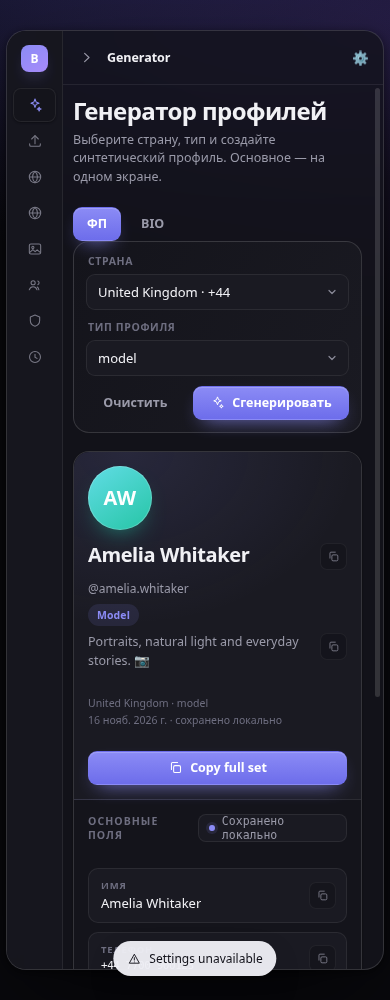 B
Generator
Генератор профилей
Выберите страну, тип и создайте
синтетический профиль. Основное — на
одном экране.
ФП
BIO
СТРАНА
United Kingdom · +44
ТИП ПРОФИЛЯ
model
Очистить
Сгенерировать
AW
Amelia Whitaker
@amelia.whitaker
Model
Portraits, natural light and everyday
stories. 📷
United Kingdom · model
16 нояб. 2026 г. · сохранено локально
Copy full set
ОСНОВНЫЕ
ПОЛЯ
Сохранено
локально
ИМЯ
Amelia Whitaker
Settings unavailable